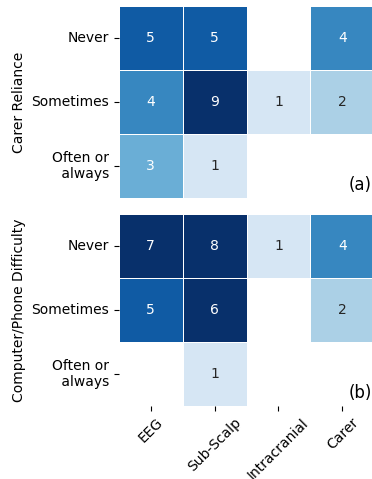 Carer Reliance
Never 5 5 4
Sometimes 4 9 1 2
Often or
always 3 1
(a)
Computer/Phone Difficulty
Never 7 8 1 4
Sometimes 5 6 2
Often or
always 1
(b)
EEG Sub-Scalp Intracranial Carer